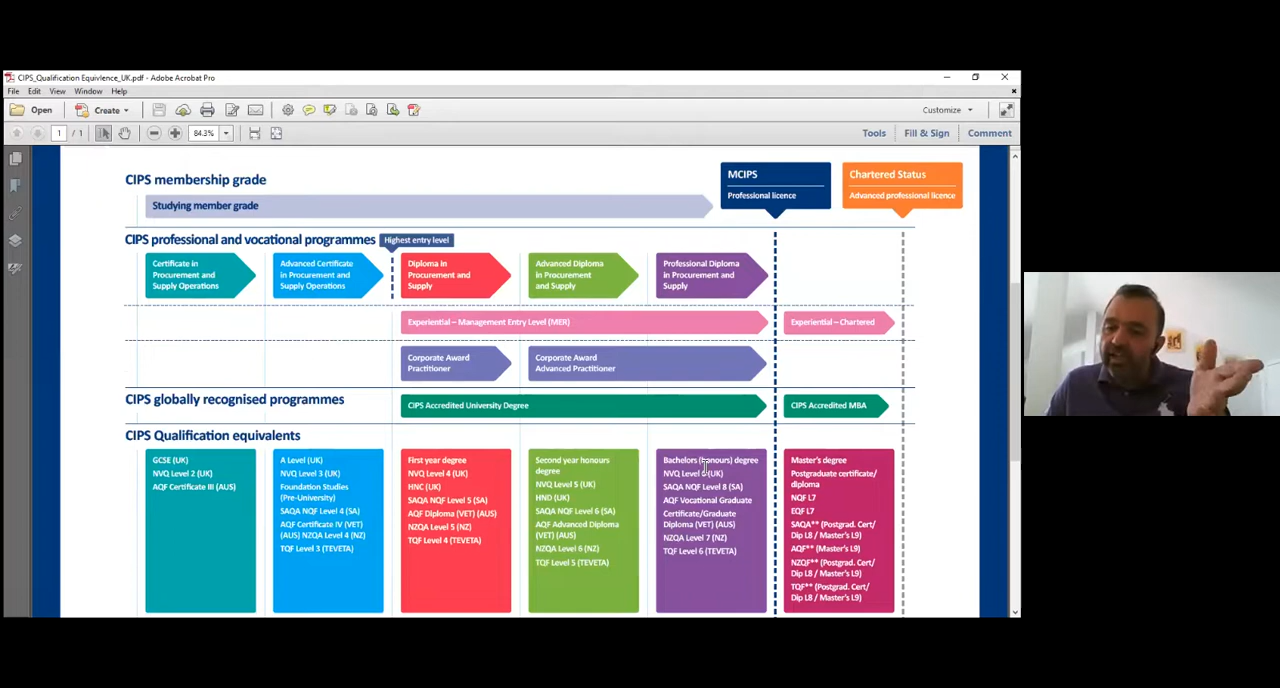 CIPS_Qualification Equivlence_UK.pdf - Adobe Acrobat Pro
File Edit View Window Help
Open Create Customize
1 / 1 84.3% Tools Fill & Sign Comment
CIPS membership grade
Studying member grade
MCIPS
Professional licence
Chartered Status
Advanced professional licence
CIPS professional and vocational programmes
Highest entry level
Certificate in
Procurement and
Supply Operations
Advanced Certificate
in Procurement and
Supply Operations
Diploma in
Procurement and
Supply
Advanced Diploma
in Procurement
and Supply
Professional Diploma
in Procurement and
Supply
Experiential – Management Entry Level (MER)
Experiential – Chartered
Corporate Award
Practitioner
Corporate Award
Advanced Practitioner
CIPS globally recognised programmes
CIPS Accredited University Degree
CIPS Accredited MBA
CIPS Qualification equivalents
GCSE (UK)
NVQ Level 2 (UK)
AQF Certificate III (AUS)
A Level (UK)
NVQ Level 3 (UK)
Foundation Studies
(Pre-University)
SAQA NQF Level 4 (SA)
AQF Certificate IV (VET)
(AUS) NZQA Level 4 (NZ)
TQF Level 3 (TEVETA)
First year degree
NVQ Level 4 (UK)
HNC (UK)
SAQA NQF Level 5 (SA)
AQF Diploma (VET) (AUS)
NZQA Level 5 (NZ)
TQF Level 4 (TEVETA)
Second year honours
degree
NVQ Level 5 (UK)
HND (UK)
SAQA NQF Level 6 (SA)
AQF Advanced Diploma
(VET) (AUS)
NZQA Level 6 (NZ)
TQF Level 5 (TEVETA)
Bachelors (honours) degree
NVQ Level (UK)
SAQA NQF Level 8 (SA)
AQF Vocational Graduate
Certificate/Graduate
Diploma (VET) (AUS)
NZQA Level 7 (NZ)
TQF Level 6 (TEVETA)
Master's degree
Postgraduate certificate/
diploma
NQF L7
EQF L7
SAQA** (Postgrad. Cert/
Dip L8 / Master's L9)
AQF** (Master's L9)
NZQF** (Postgrad. Cert/
Dip L8 / Master's L9)
TQF** (Postgrad. Cert/
Dip L8 / Master's L9)